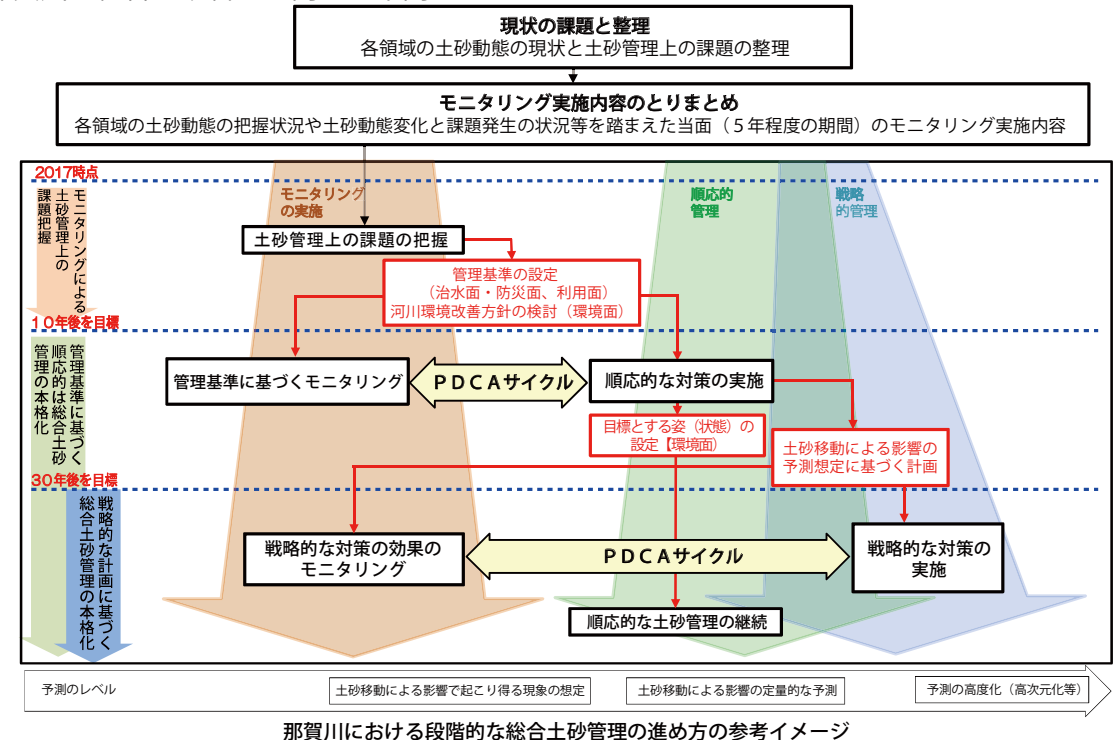 現状の課題と整理
各領域の土砂動態の現状と土砂管理上の課題の整理
モニタリング実施内容のとりまとめ
各領域の土砂動態の把握状況や土砂動態変化と課題発生の状況等を踏まえた当面（５年程度の期間）のモニタリング実施内容
2017時点
モニタリングによる
土砂管理上の
課題把握
モニタリング
の実施
順応的
管理
戦略
的管理
土砂管理上の課題の把握
管理基準の設定
（治水面・防災面、利用面）
河川環境改善方針の検討（環境面）
１０年後を目標
管理基準に基づく
順応的は総合土砂
管理の本格化
管理基準に基づくモニタリング
ＰＤＣＡサイクル
順応的な対策の実施
目標とする姿（状態）の
設定【環境面】
土砂移動による影響の
予測想定に基づく計画
30年後を目標
戦略的な計画に基づく
総合土砂管理の本格化
戦略的な対策の効果の
モニタリング
ＰＤＣＡサイクル
戦略的な対策の
実施
順応的な土砂管理の継続
予測のレベル
土砂移動による影響で起こり得る現象の想定
土砂移動による影響の定量的な予測
予測の高度化（高次元化等）
那賀川における段階的な総合土砂管理の進め方の参考イメージ